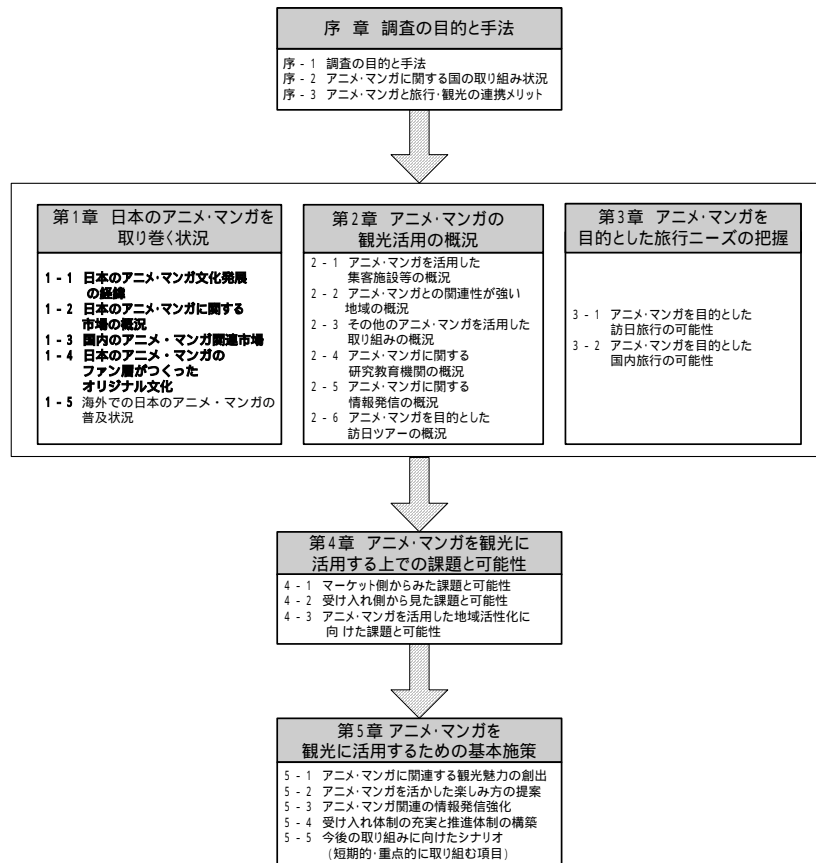 序 章 調査の目的と手法
序 - 1 調査の目的と手法
序 - 2 アニメ・マンガに関する国の取り組み状況
序 - 3 アニメ・マンガと旅行・観光の連携メリット
第1章 日本のアニメ・マンガを
取り巻く状況
1 - 1 日本のアニメ・マンガ文化発展
の経緯
1 - 2 日本のアニメ・マンガに関する
市場の概況
1 - 3 国内のアニメ・マンガ関連市場
1 - 4 日本のアニメ・マンガの
ファン層がつくった
オリジナル文化
1 - 5 海外での日本のアニメ・マンガの
普及状況
第2章 アニメ・マンガの
観光活用の概況
2 - 1 アニメ・マンガを活用した
集客施設等の概況
2 - 2 アニメ・マンガとの関連性が強い
地域の概況
2 - 3 その他のアニメ・マンガを活用した
取り組みの概況
2 - 4 アニメ・マンガに関する
研究教育機関の概況
2 - 5 アニメ・マンガに関する
情報発信の概況
2 - 6 アニメ・マンガを目的とした
訪日ツアーの概況
第3章 アニメ・マンガを
目的とした旅行ニーズの把握
3 - 1 アニメ・マンガを目的とした
訪日旅行の可能性
3 - 2 アニメ・マンガを目的とした
国内旅行の可能性
第4章 アニメ・マンガを観光に
活用する上での課題と可能性
4 - 1 マーケット側からみた課題と可能性
4 - 2 受け入れ側から見た課題と可能性
4 - 3 アニメ・マンガを活用した地域活性化に
向けた課題と可能性
第5章 アニメ・マンガを
観光に活用するための基本施策
5 - 1 アニメ・マンガに関連する観光魅力の創出
5 - 2 アニメ・マンガを活かした楽しみ方の提案
5 - 3 アニメ・マンガ関連の情報発信強化
5 - 4 受け入れ体制の充実と推進体制の構築
5 - 5 今後の取り組みに向けたシナリオ
(短期的・重点的に取り組む項目)